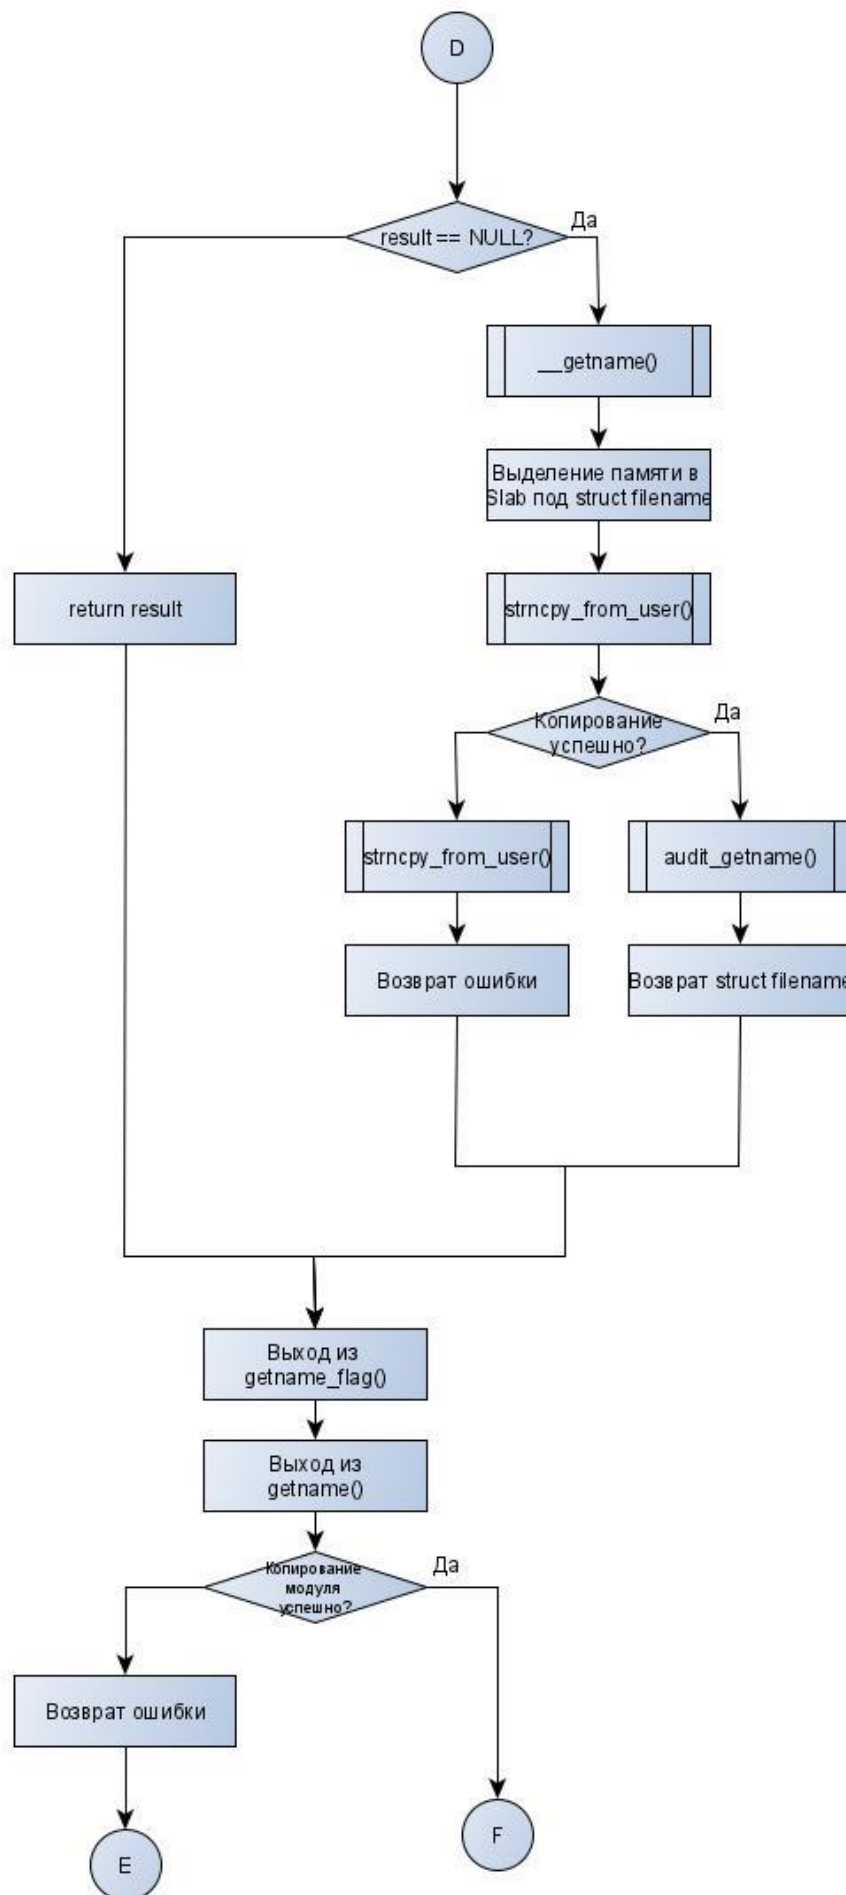 D
result == NULL?
Да
__getname()
Выделение памяти в
Slab под struct filename
return result
strncpy_from_user()
Копирование
успешно?
Да
strncpy_from_user()
audit_getname()
Возврат ошибки
Возврат struct filename
Выход из
getname_flag()
Выход из
getname()
Копирование
модуля
успешно?
Да
Возврат ошибки
F
E